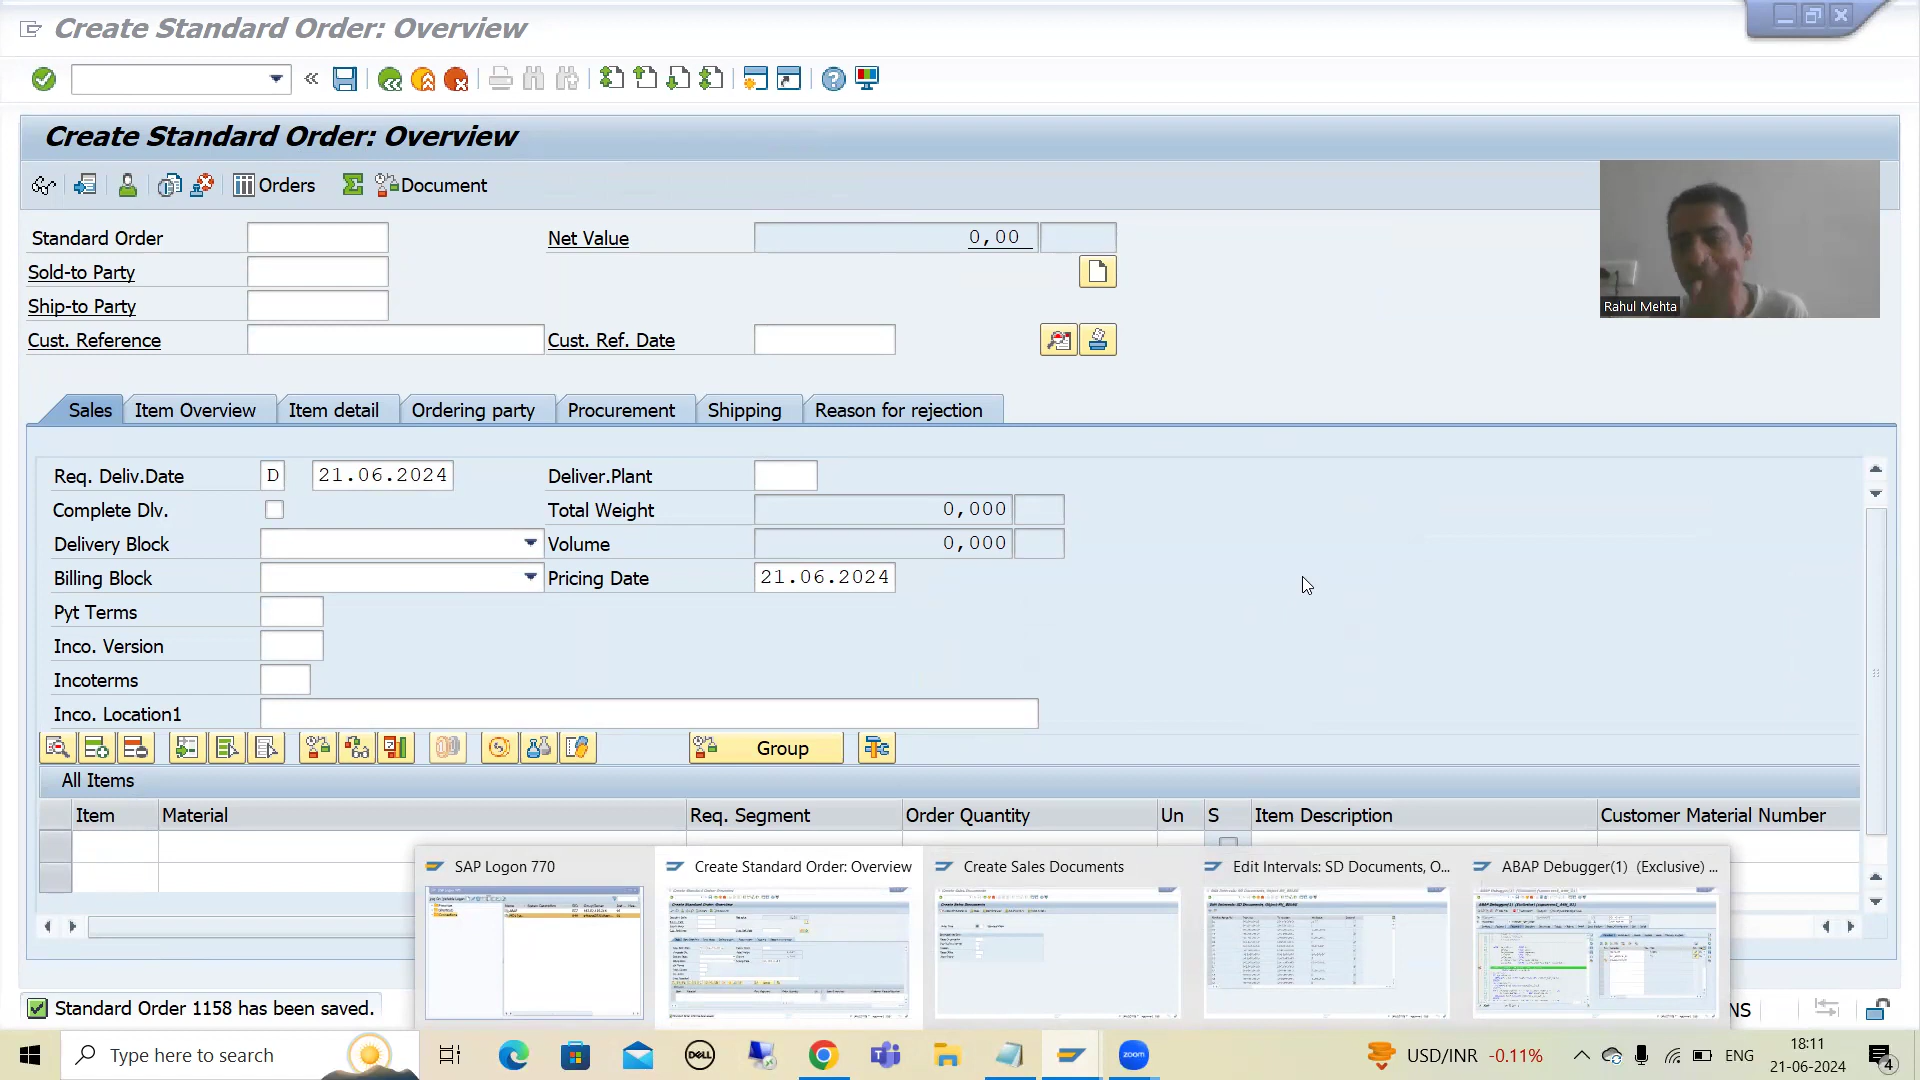 Create Standard Order: Overview
Create Standard Order: Overview
Orders
Document
Standard Order
Net Value
0,00
Sold-to Party
Ship-to Party
Cust. Reference
Cust. Ref. Date
Rahul Mehta
Sales
Item Overview
Item detail
Ordering party
Procurement
Shipping
Reason for rejection
Req. Deliv.Date
D
21.06.2024
Deliver.Plant
Complete Dlv.
Total Weight
0,000
Delivery Block
Volume
0,000
Billing Block
Pricing Date
21.06.2024
Pyt Terms
Inco. Version
Incoterms
Inco. Location1
Group
All Items
Item
Material
Req. Segment
Order Quantity
Un
S
Item Description
Customer Material Number
SAP Logon 770
Create Standard Order: Overview
Create Sales Documents
Edit Intervals: SD Documents, O...
ABAP Debugger(1) (Exclusive) ...
Standard Order 1158 has been saved.
NS
Type here to search
DELL
zoom
USD/INR -0.11%
ENG
18:11
21-06-2024
4